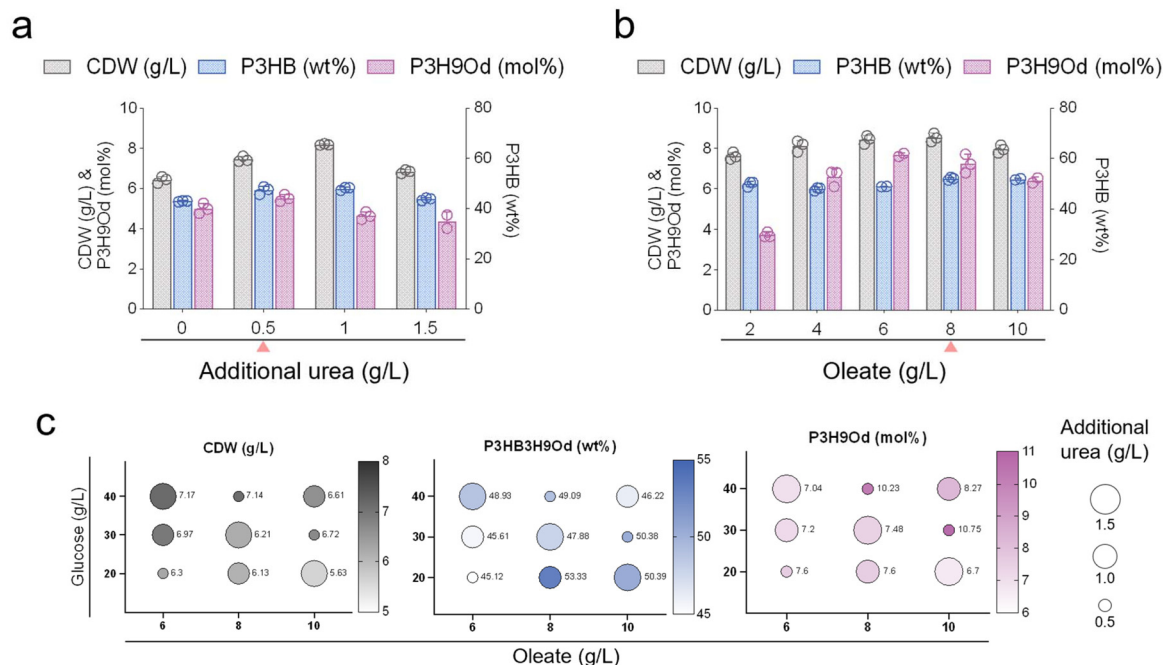 a
CDW (g/L) P3HB (wt%) P3H9Od (mol%)
10
8
6
4
2
0
CDW (g/L) &
P3H9Od (mol%)
80
60
40
20
0
P3HB
(wt%)
0 0.5 1 1.5
Additional urea (g/L)
b
CDW (g/L) P3HB (wt%) P3H9Od (mol%)
10
8
6
4
2
0
CDW (g/L) &
P3H9Od (mol%)
80
60
40
20
0
P3HB
(wt%)
2 4 6 8 10
Oleate (g/L)
c
Glucose (g/L)
CDW (g/L)
40 7.17 7.14 6.61
30 6.97 6.21 6.72
20 6.3 6.13 5.63
6 8 10
8
7
6
5
P3HB3H9Od (wt%)
40 48.93 49.09 46.22
30 45.61 47.88 50.38
20 45.12 53.33 50.39
6 8 10
55
50
45
P3H9Od (mol%)
40 7.04 10.23 8.27
30 7.2 7.48 10.75
20 7.6 7.6 6.7
6 8 10
11
10
9
8
7
6
Additional
urea (g/L)
1.5
1.0
0.5
Oleate (g/L)